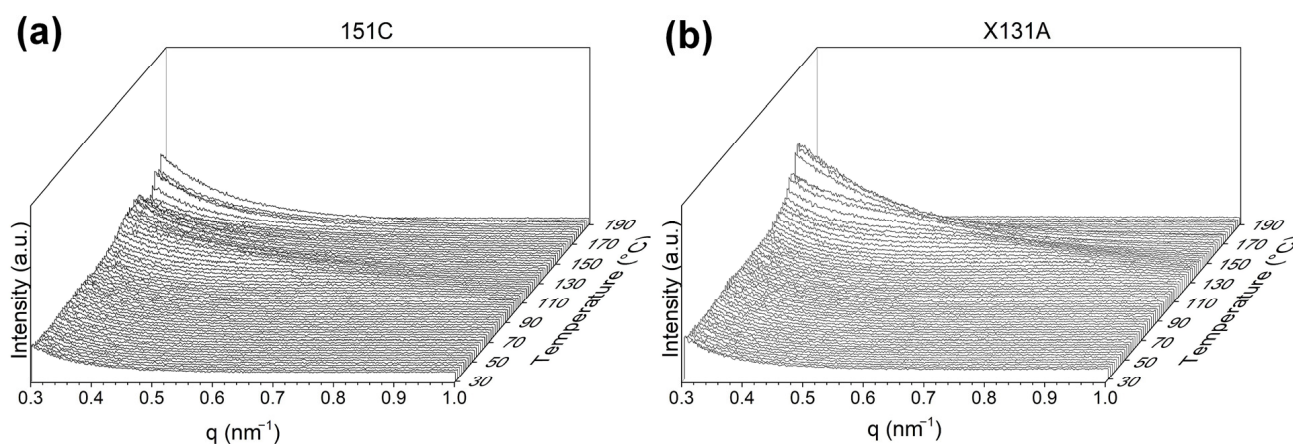 (a)
151C
Intensity (a.u.)
0.3 0.4 0.5 0.6 0.7 0.8 0.9 1.0
q (nm⁻¹)
30 50 70 90 110 130 150 170 190
Temperature (°C)
(b)
X131A
Intensity (a.u.)
0.3 0.4 0.5 0.6 0.7 0.8 0.9 1.0
q (nm⁻¹)
30 50 70 90 110 130 150 170 190
Temperature (°C)